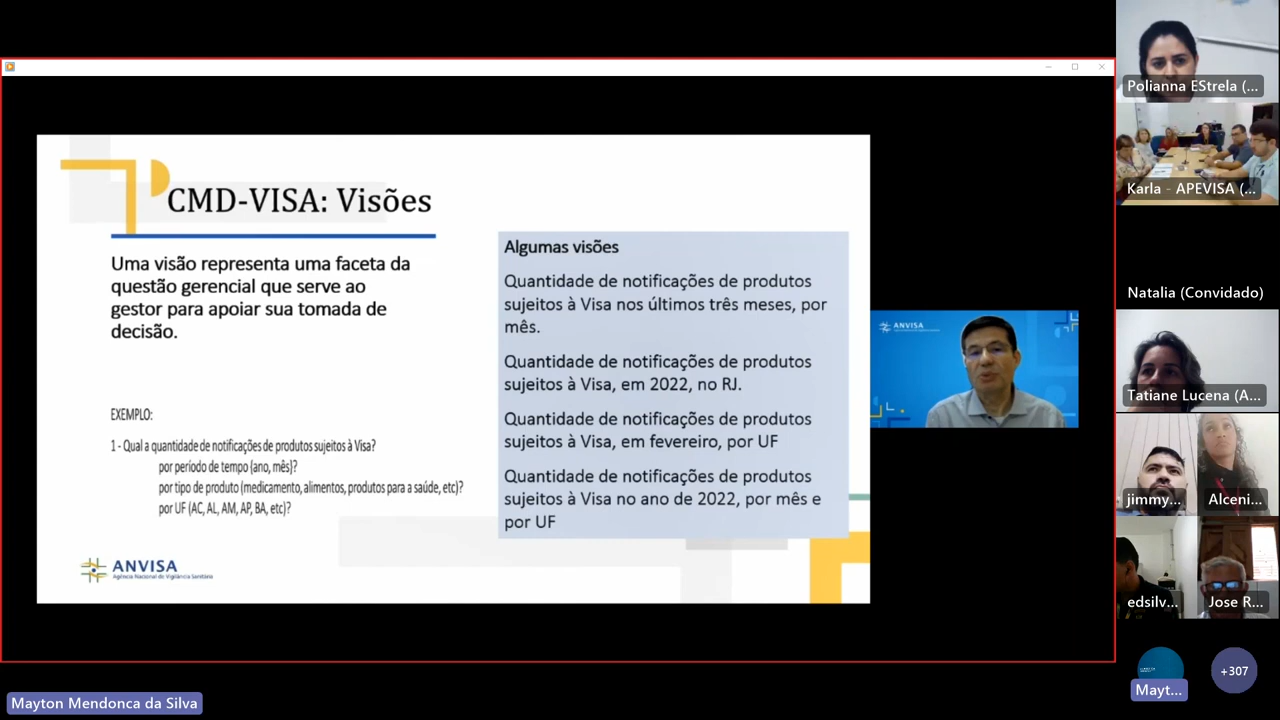 CMD-VISA: Visões
Uma visão representa uma faceta da
questão gerencial que serve ao
gestor para apoiar sua tomada de
decisão.
EXEMPLO:
1 - Qual a quantidade de notificações de produtos sujeitos à Visa?
por período de tempo (ano, mês)?
por tipo de produto (medicamento, alimentos, produtos para a saúde, etc)?
por UF (AC, AL, AM, AP, BA, etc)?
ANVISA
Agência Nacional de Vigilância Sanitária
Algumas visões
Quantidade de notificações de produtos
sujeitos à Visa nos últimos três meses, por
mês.
Quantidade de notificações de produtos
sujeitos à Visa, em 2022, no RJ.
Quantidade de notificações de produtos
sujeitos à Visa, em fevereiro, por UF
Quantidade de notificações de produtos
sujeitos à Visa no ano de 2022, por mês e
por UF
ANVISA
Polianna EStrela (...
Karla - APEVISA (...
Natalia (Convidado)
Tatiane Lucena (A...
jimmy...
Alceni...
edsilv...
Jose R...
Mayt...
+307
Mayton Mendonca da Silva